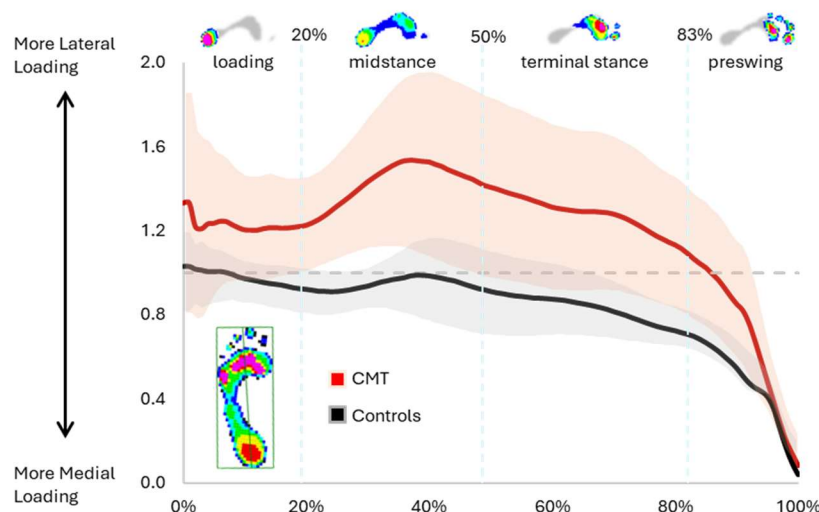 More Lateral
Loading
20%
50%
83%
loading
midstance
terminal stance
preswing
2.0
1.6
1.2
0.8
0.4
0.0
CMT
Controls
More Medial
Loading
0%
20%
40%
60%
80%
100%